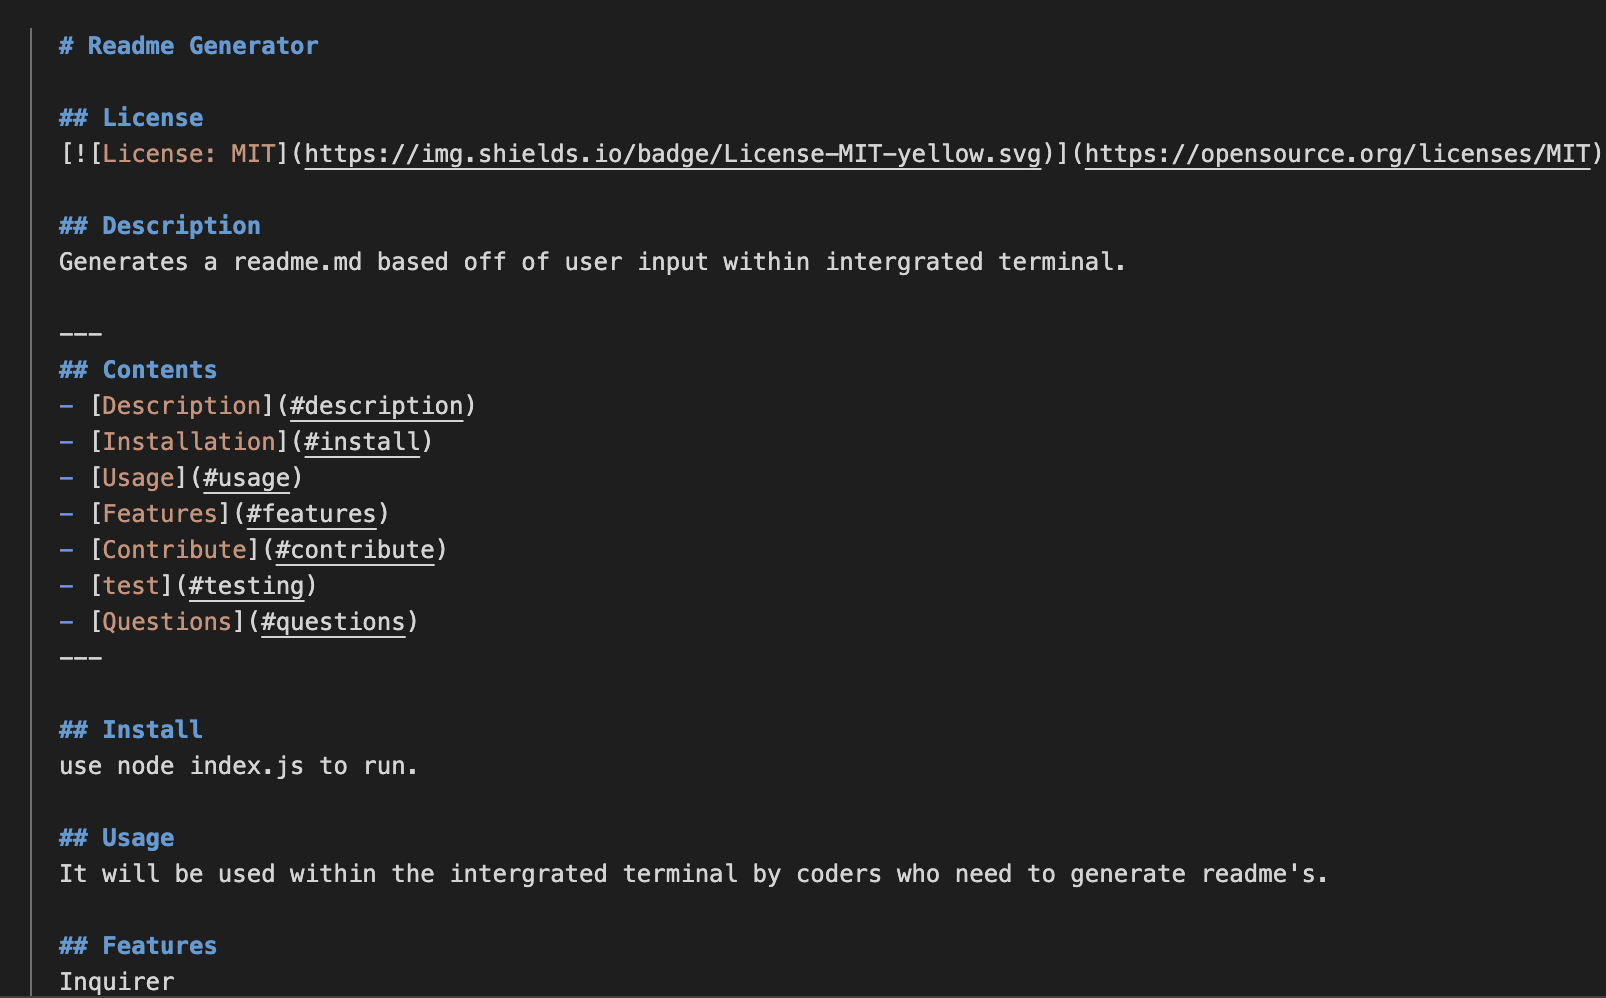 # Readme Generator
## License
[![License: MIT](https://img.shields.io/badge/License-MIT-yellow.svg)](https://opensource.org/licenses/MIT)
## Description
Generates a readme.md based off of user input within intergrated terminal.
---
## Contents
- [Description](#description)
- [Installation](#install)
- [Usage](#usage)
- [Features](#features)
- [Contribute](#contribute)
- [test](#testing)
- [Questions](#questions)
---
## Install
use node index.js to run.
## Usage
It will be used within the intergrated terminal by coders who need to generate readme's.
## Features
Inquirer